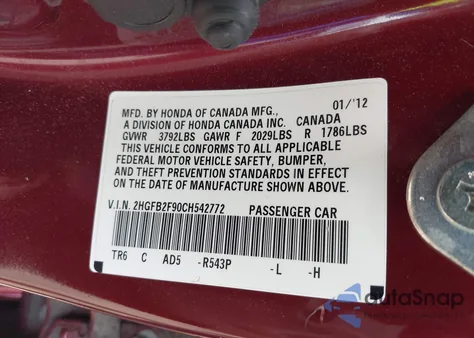 MFD. BY HONDA OF CANADA MFG., 01/'12
A DIVISION OF HONDA CANADA INC. CANADA
GVWR 3792LBS GAWR F 2029LBS R 1786LBS
THIS VEHICLE CONFORMS TO ALL APPLICABLE
FEDERAL MOTOR VEHICLE SAFETY, BUMPER,
AND THEFT PREVENTION STANDARDS IN EFFECT
ON THE DATE OF MANUFACTURE SHOWN ABOVE.
V.I.N. 2HGFB2F90CH542772 PASSENGER CAR
TR6 C AD5 -R543P -L -H
autoSnap